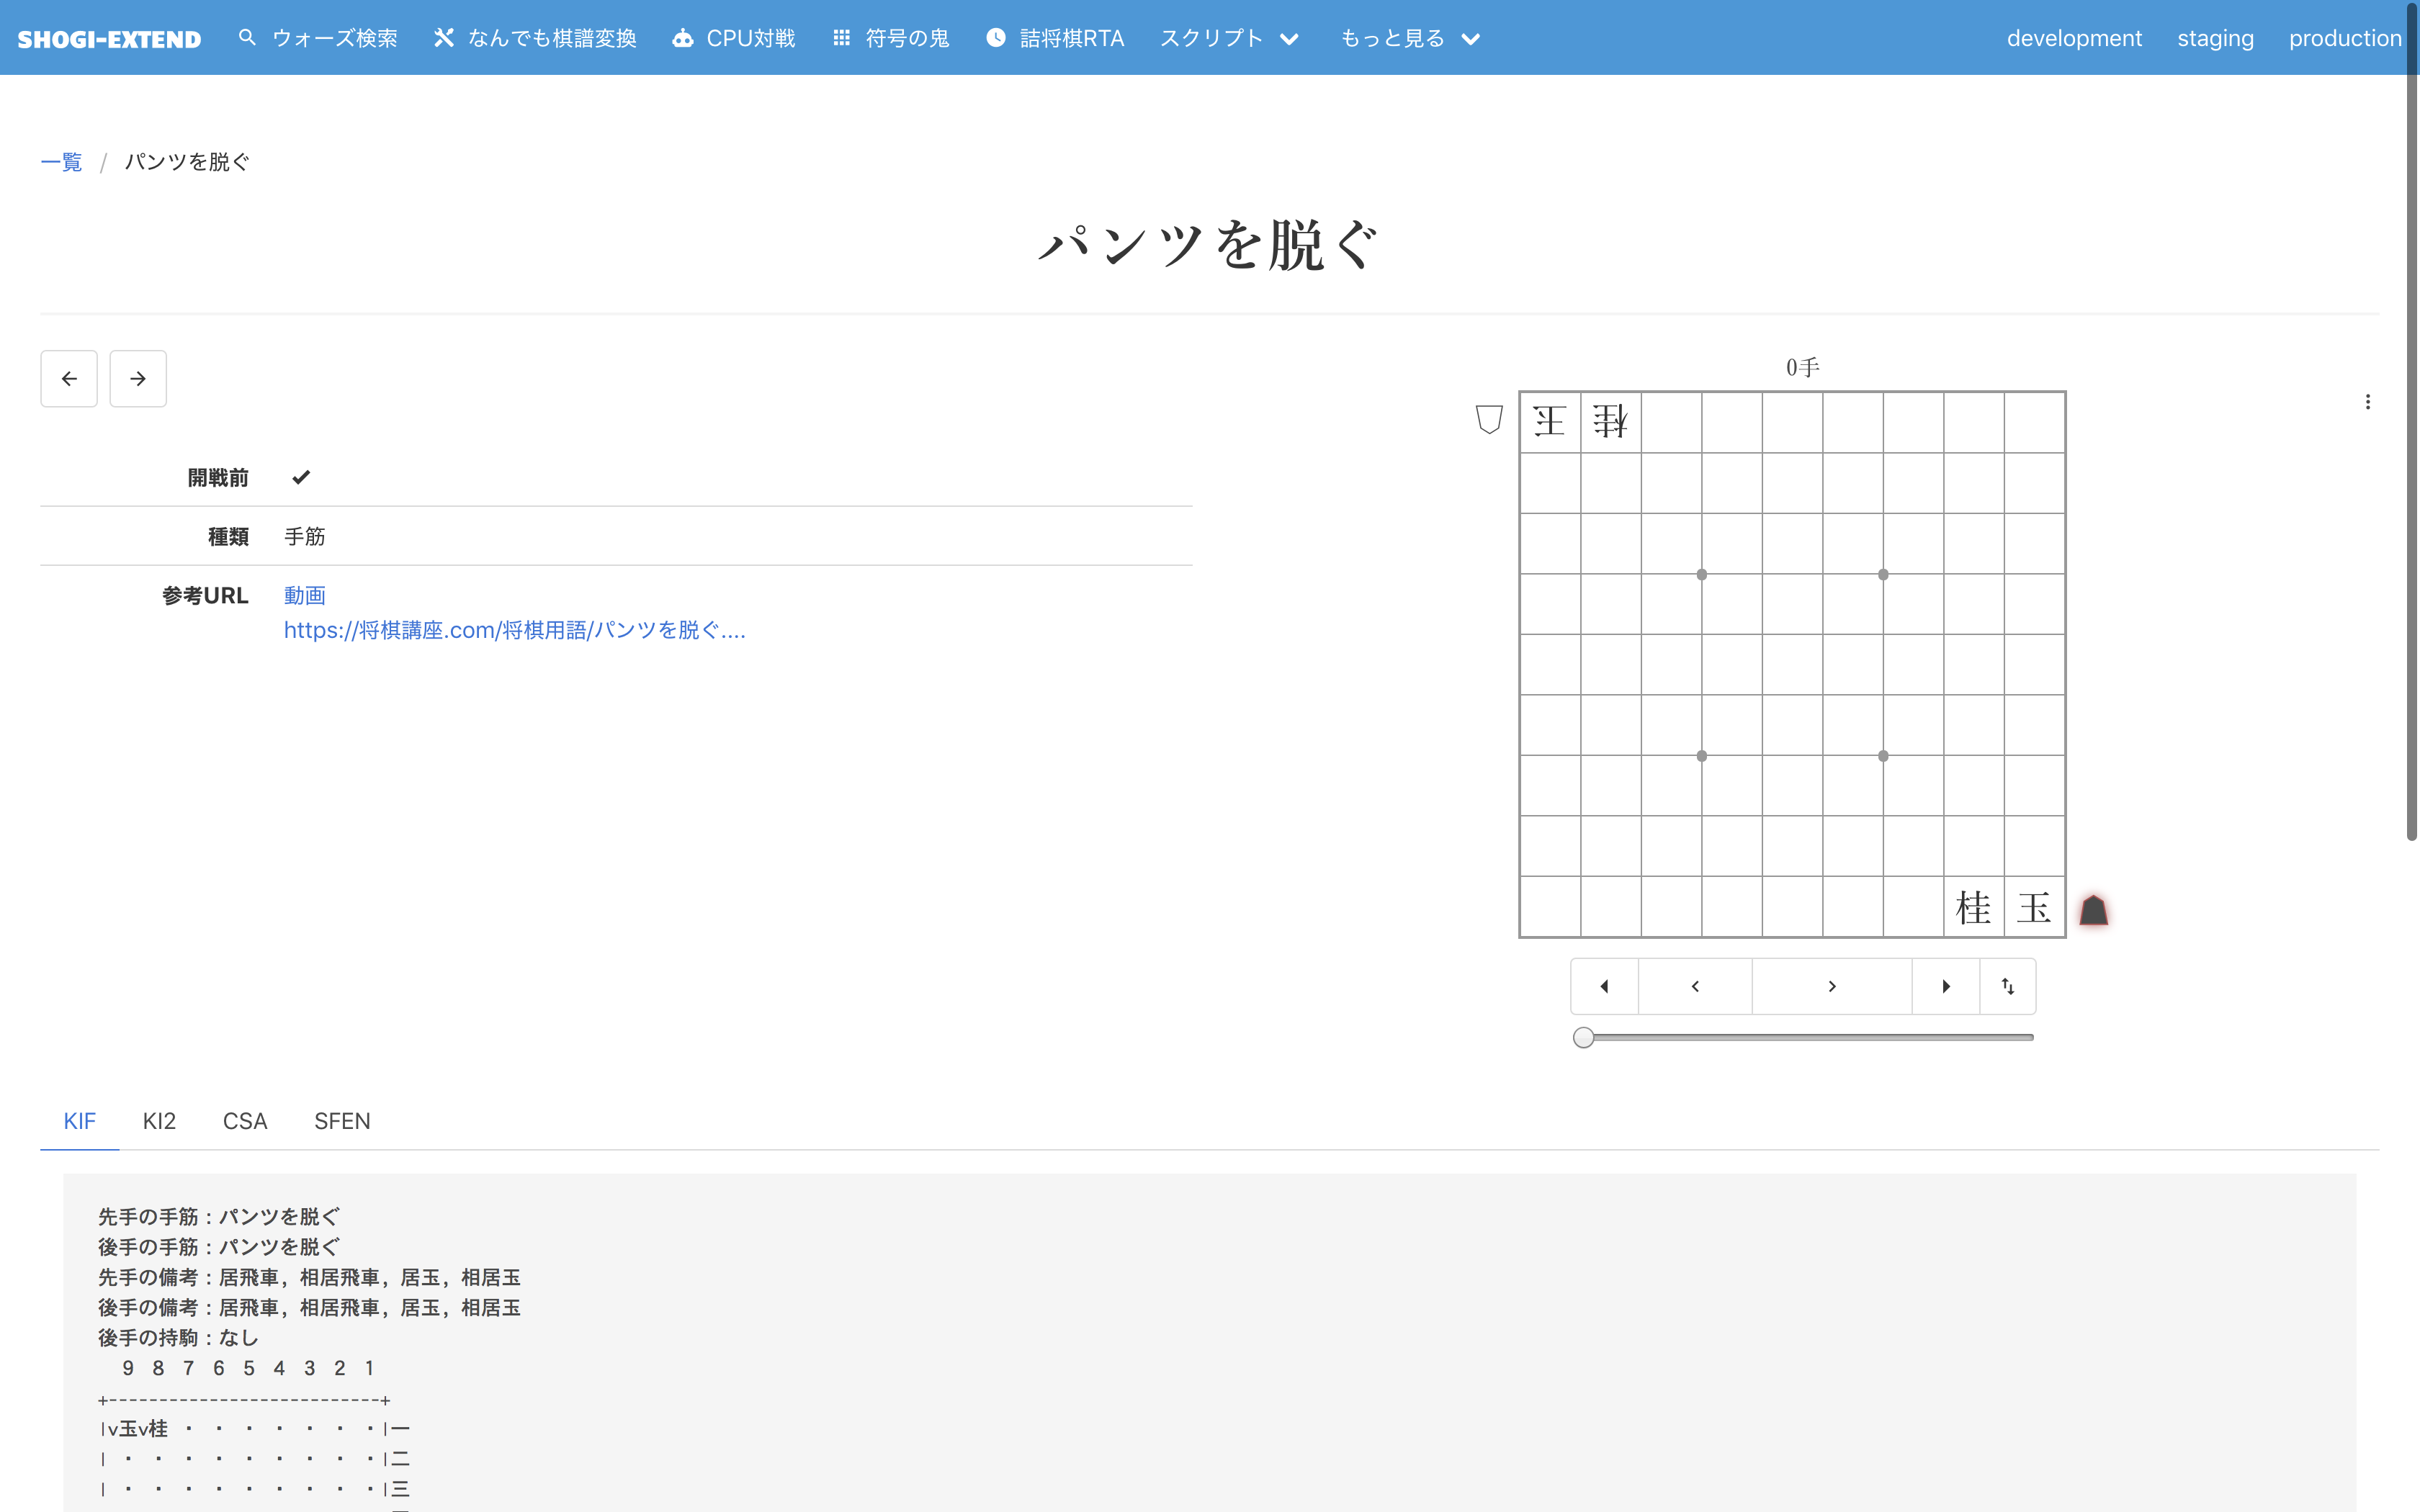 SHOGI-EXTEND ウォーズ検索 なんでも棋譜変換 CPU対戦 符号の鬼 詰将棋RTA スクリプト もっと見る development staging production
一覧 / パンツを脱ぐ
パンツを脱ぐ
0手
開戦前
種類 手筋
参考URL 動画
https://将棋講座.com/将棋用語/パンツを脱ぐ....
王 桂
桂 玉
KIF KI2 CSA SFEN
先手の手筋：パンツを脱ぐ
後手の手筋：パンツを脱ぐ
先手の備考：居飛車, 相居飛車, 居玉, 相居玉
後手の備考：居飛車, 相居飛車, 居玉, 相居玉
後手の持駒：なし
9 8 7 6 5 4 3 2 1
+---------------------------+
|v玉v桂 ・ ・ ・ ・ ・ ・ ・|一
| ・ ・ ・ ・ ・ ・ ・ ・ ・|二
| ・ ・ ・ ・ ・ ・ ・ ・ ・|三